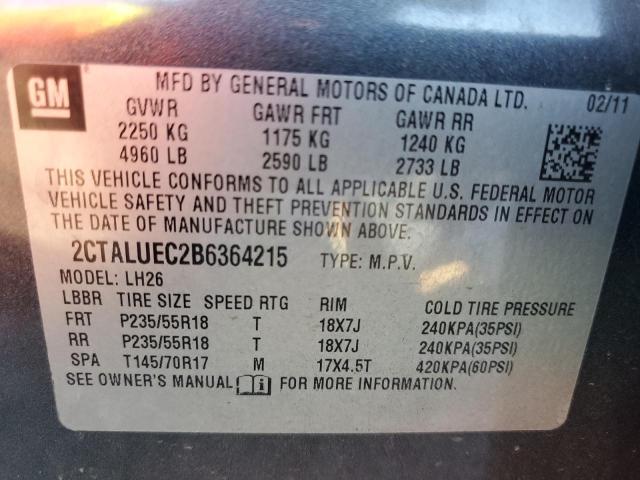 GM
MFD BY GENERAL MOTORS OF CANADA LTD. 02/11
GVWR GAWR FRT GAWR RR
2250 KG 1175 KG 1240 KG
4960 LB 2590 LB 2733 LB
THIS VEHICLE CONFORMS TO ALL APPLICABLE U.S. FEDERAL MOTOR
VEHICLE SAFETY AND THEFT PREVENTION STANDARDS IN EFFECT ON
THE DATE OF MANUFACTURE SHOWN ABOVE.
2CTALUEC2B6364215 TYPE: M.P.V.
MODEL: LH26
LBBR TIRE SIZE SPEED RTG RIM COLD TIRE PRESSURE
FRT P235/55R18 T 18X7J 240KPA(35PSI)
RR P235/55R18 T 18X7J 240KPA(35PSI)
SPA T145/70R17 M 17X4.5T 420KPA(60PSI)
SEE OWNER'S MANUAL FOR MORE INFORMATION.